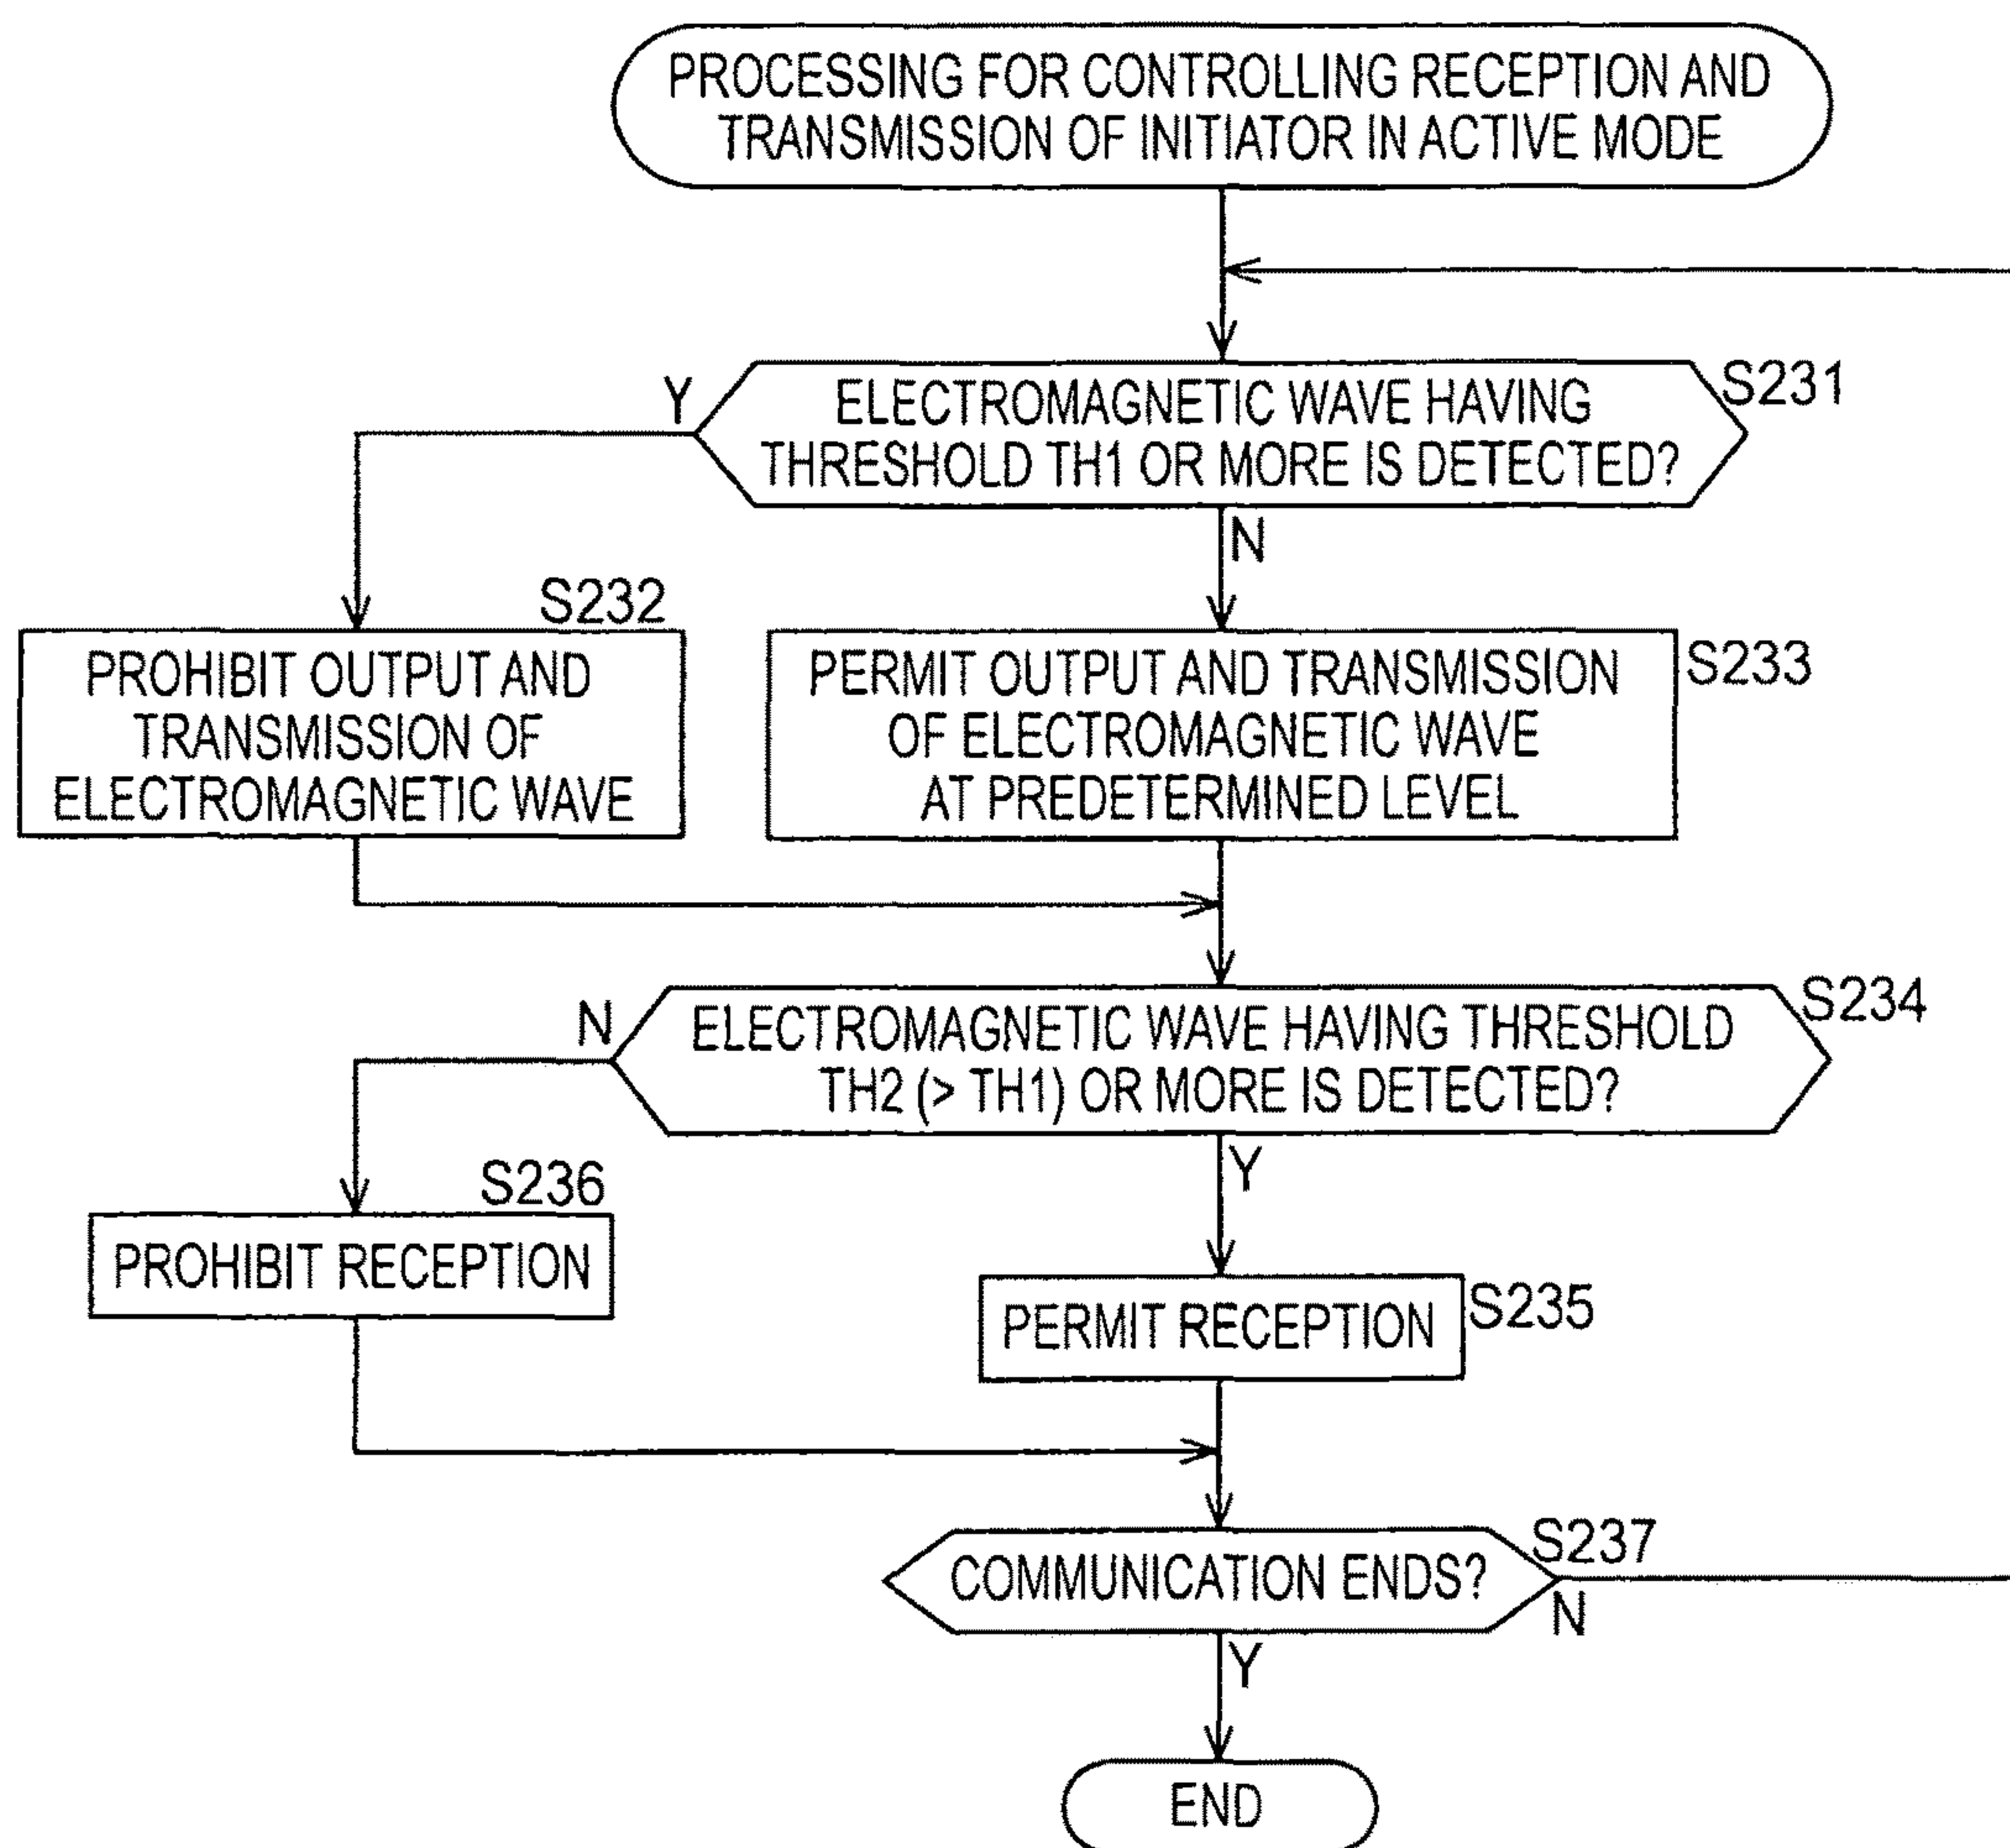 PROCESSING FOR CONTROLLING RECEPTION AND
TRANSMISSION OF INITIATOR IN ACTIVE MODE
S231
Y
ELECTROMAGNETIC WAVE HAVING
THRESHOLD TH1 OR MORE IS DETECTED?
N
S232
PROHIBIT OUTPUT AND
TRANSMISSION OF
ELECTROMAGNETIC WAVE
S233
PERMIT OUTPUT AND TRANSMISSION
OF ELECTROMAGNETIC WAVE
AT PREDETERMINED LEVEL
S234
N
ELECTROMAGNETIC WAVE HAVING THRESHOLD
TH2 (> TH1) OR MORE IS DETECTED?
Y
S236
PROHIBIT RECEPTION
S235
PERMIT RECEPTION
S237
COMMUNICATION ENDS?
N
Y
END